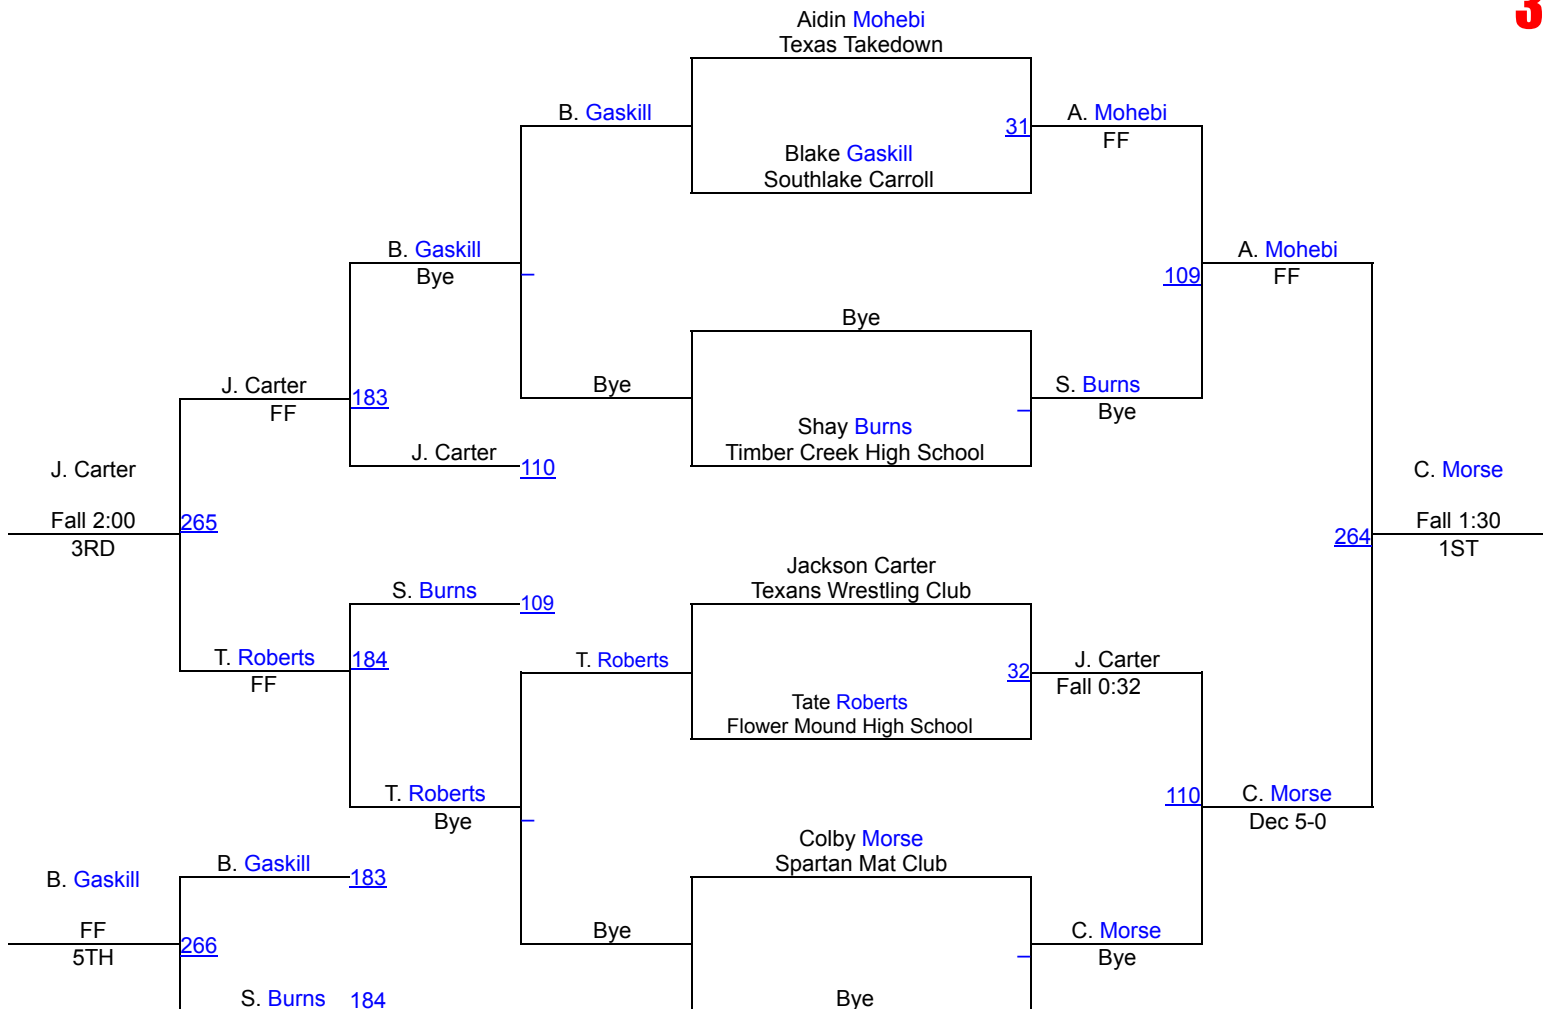 3
Aidin Mohebi
Texas Takedown
B. Gaskill
31
A. Mohebi
FF
Blake Gaskill
Southlake Carroll
B. Gaskill
Bye
A. Mohebi
109
FF
Bye
J. Carter
FF
183
Bye
S. Burns
Bye
Shay Burns
Timber Creek High School
J. Carter
110
J. Carter
Fall 2:00
3RD
265
C. Morse
Fall 1:30
1ST
264
Jackson Carter
Texans Wrestling Club
S. Burns
109
T. Roberts
FF
184
T. Roberts
32
J. Carter
Fall 0:32
Tate Roberts
Flower Mound High School
T. Roberts
Bye
110
C. Morse
Dec 5-0
Colby Morse
Spartan Mat Club
B. Gaskill
183
B. Gaskill
FF
5TH
266
Bye
C. Morse
Bye
S. Burns 184
Bye